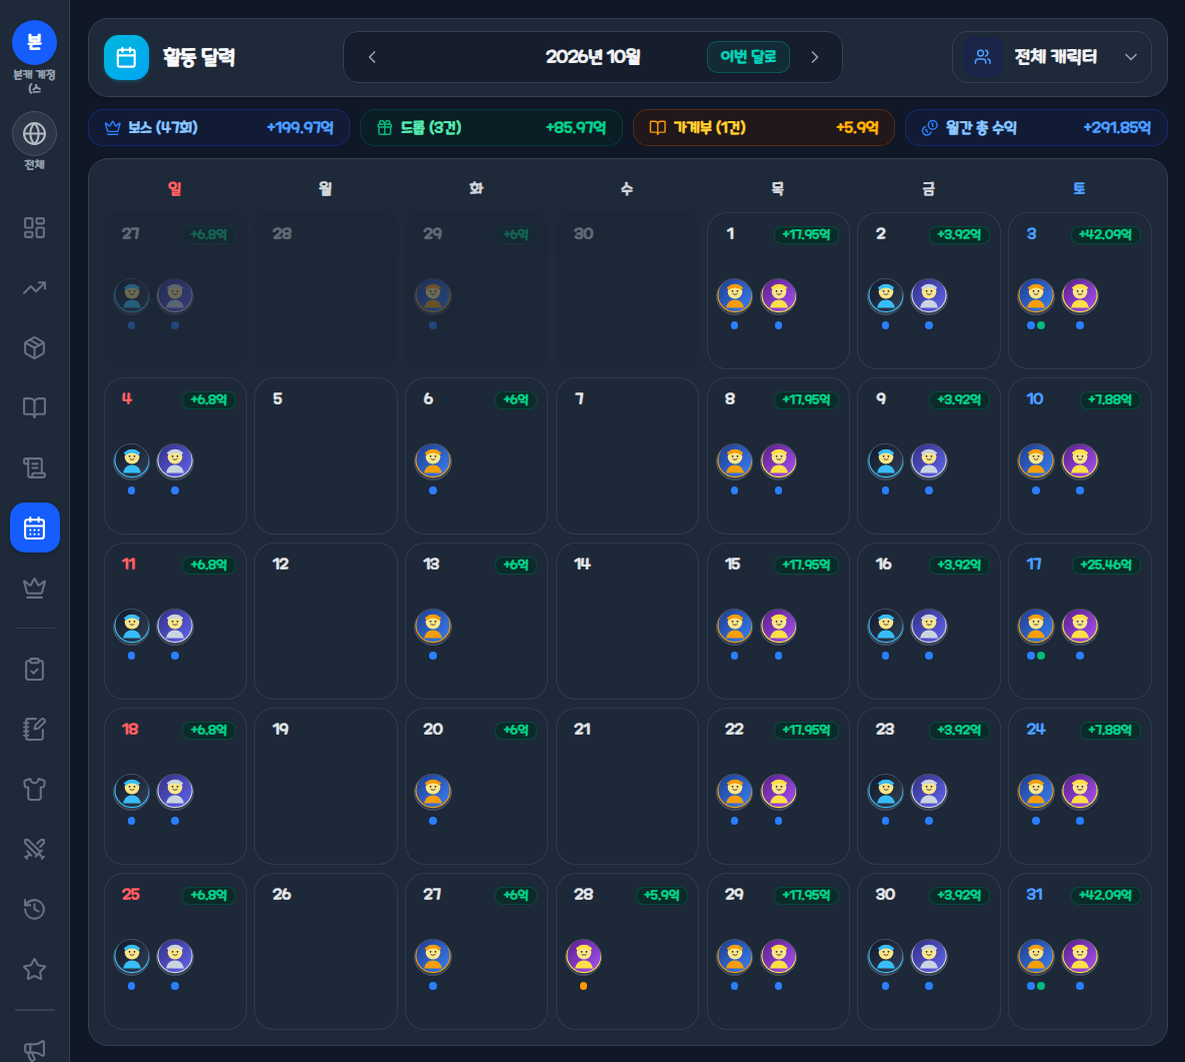 본
본캐 계정
(스
전체
활동 달력
2026년 10월
이번 달로
전체 캐릭터
보스 (47회) +199.97억
드롭 (3건) +85.97억
가계부 (1건) +5.9억
월간 총 수익 +291.85억
일 월 화 수 목 금 토
27 +6.8억 28 29 +6억 30 1 +17.95억 2 +3.92억 3 +42.09억
4 +6.8억 5 6 +6억 7 8 +17.95억 9 +3.92억 10 +7.88억
11 +6.8억 12 13 +6억 14 15 +17.95억 16 +3.92억 17 +25.46억
18 +6.8억 19 20 +6억 21 22 +17.95억 23 +3.92억 24 +7.88억
25 +6.8억 26 27 +6억 28 +5.9억 29 +17.95억 30 +3.92억 31 +42.09억